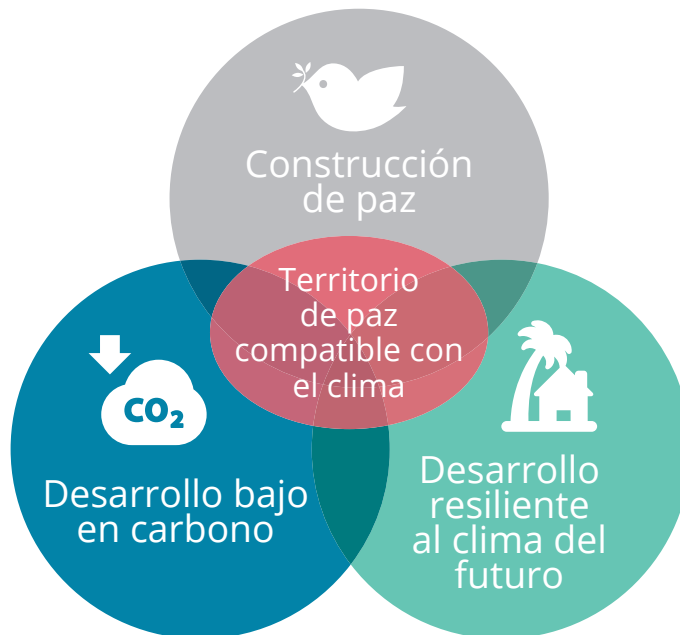 Construcción
de paz
Territorio
de paz
compatible con
el clima
CO₂
Desarrollo bajo
en carbono
Desarrollo
resiliente
al clima del
futuro